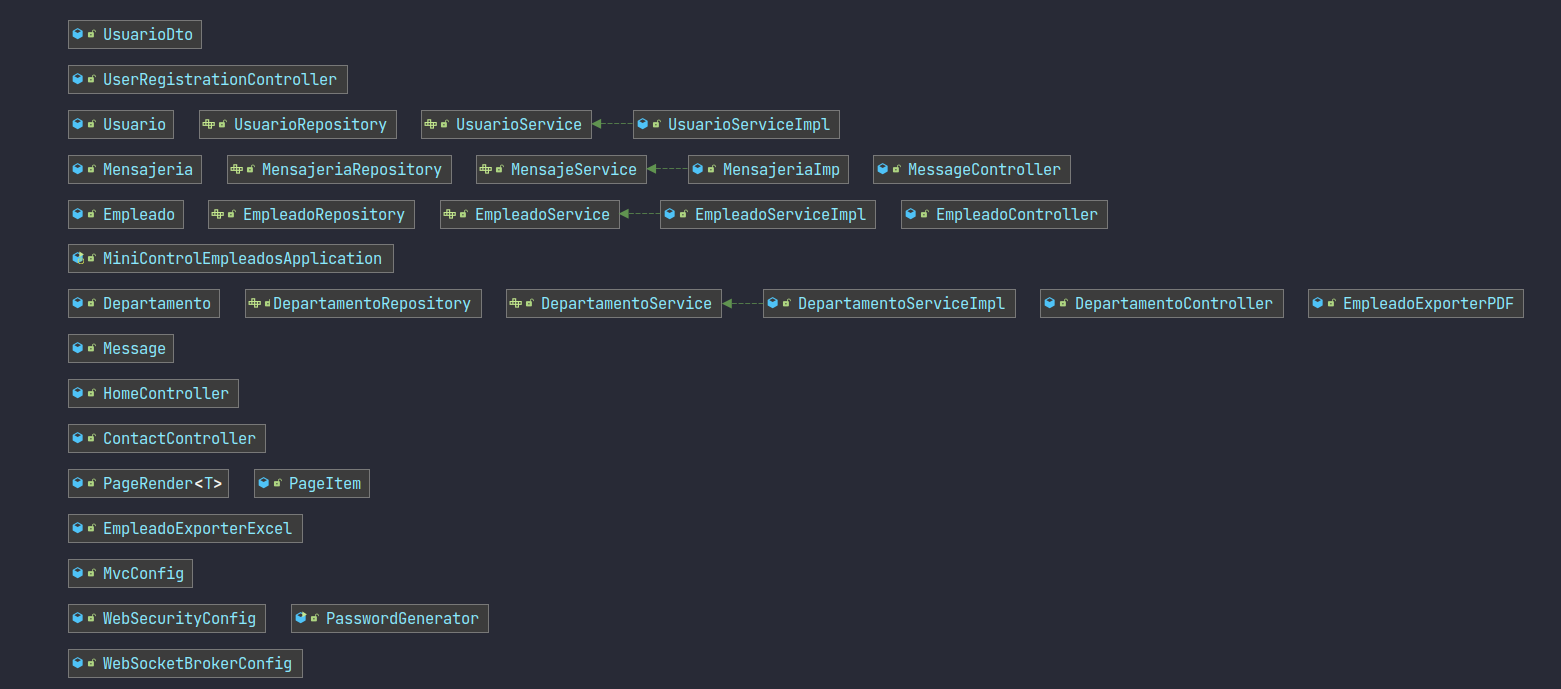 UsuarioDto
UserRegistrationController
Usuario UsuarioRepository UsuarioService UsuarioServiceImpl
Mensajeria MensajeriaRepository MensajeService MensajeriaImp MessageController
Empleado EmpleadoRepository EmpleadoService EmpleadoServiceImpl EmpleadoController
MiniControlEmpleadosApplication
Departamento DepartamentoRepository DepartamentoService DepartamentoServiceImpl DepartamentoController EmpleadoExporterPDF
Message
HomeController
ContactController
PageRender<T> PageItem
EmpleadoExporterExcel
MvcConfig
WebSecurityConfig PasswordGenerator
WebSocketBrokerConfig